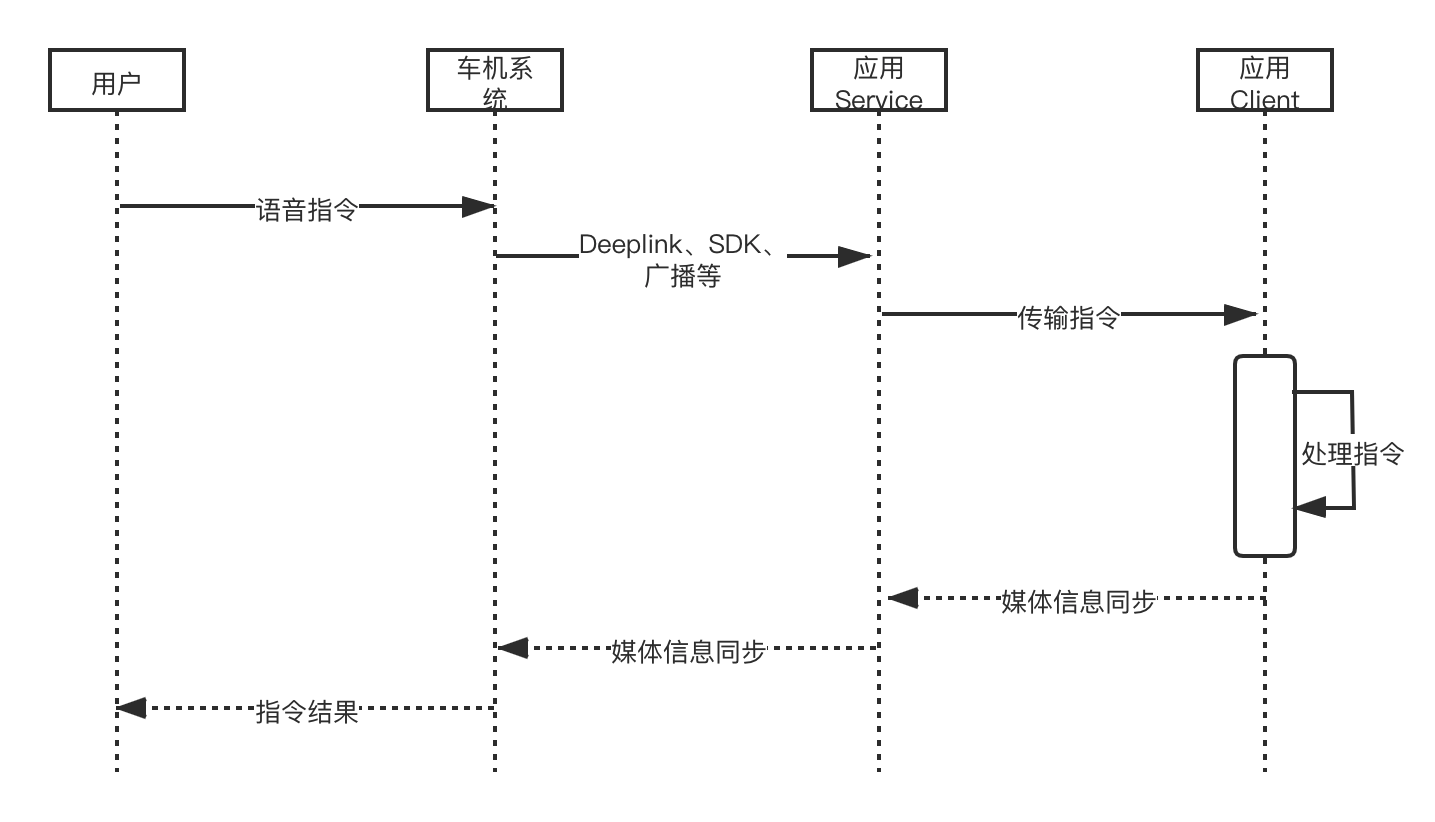 用户
车机系
统
应用
Service
应用
Client
语音指令
Deeplink、SDK、
广播等
传输指令
处理指令
媒体信息同步
媒体信息同步
指令结果